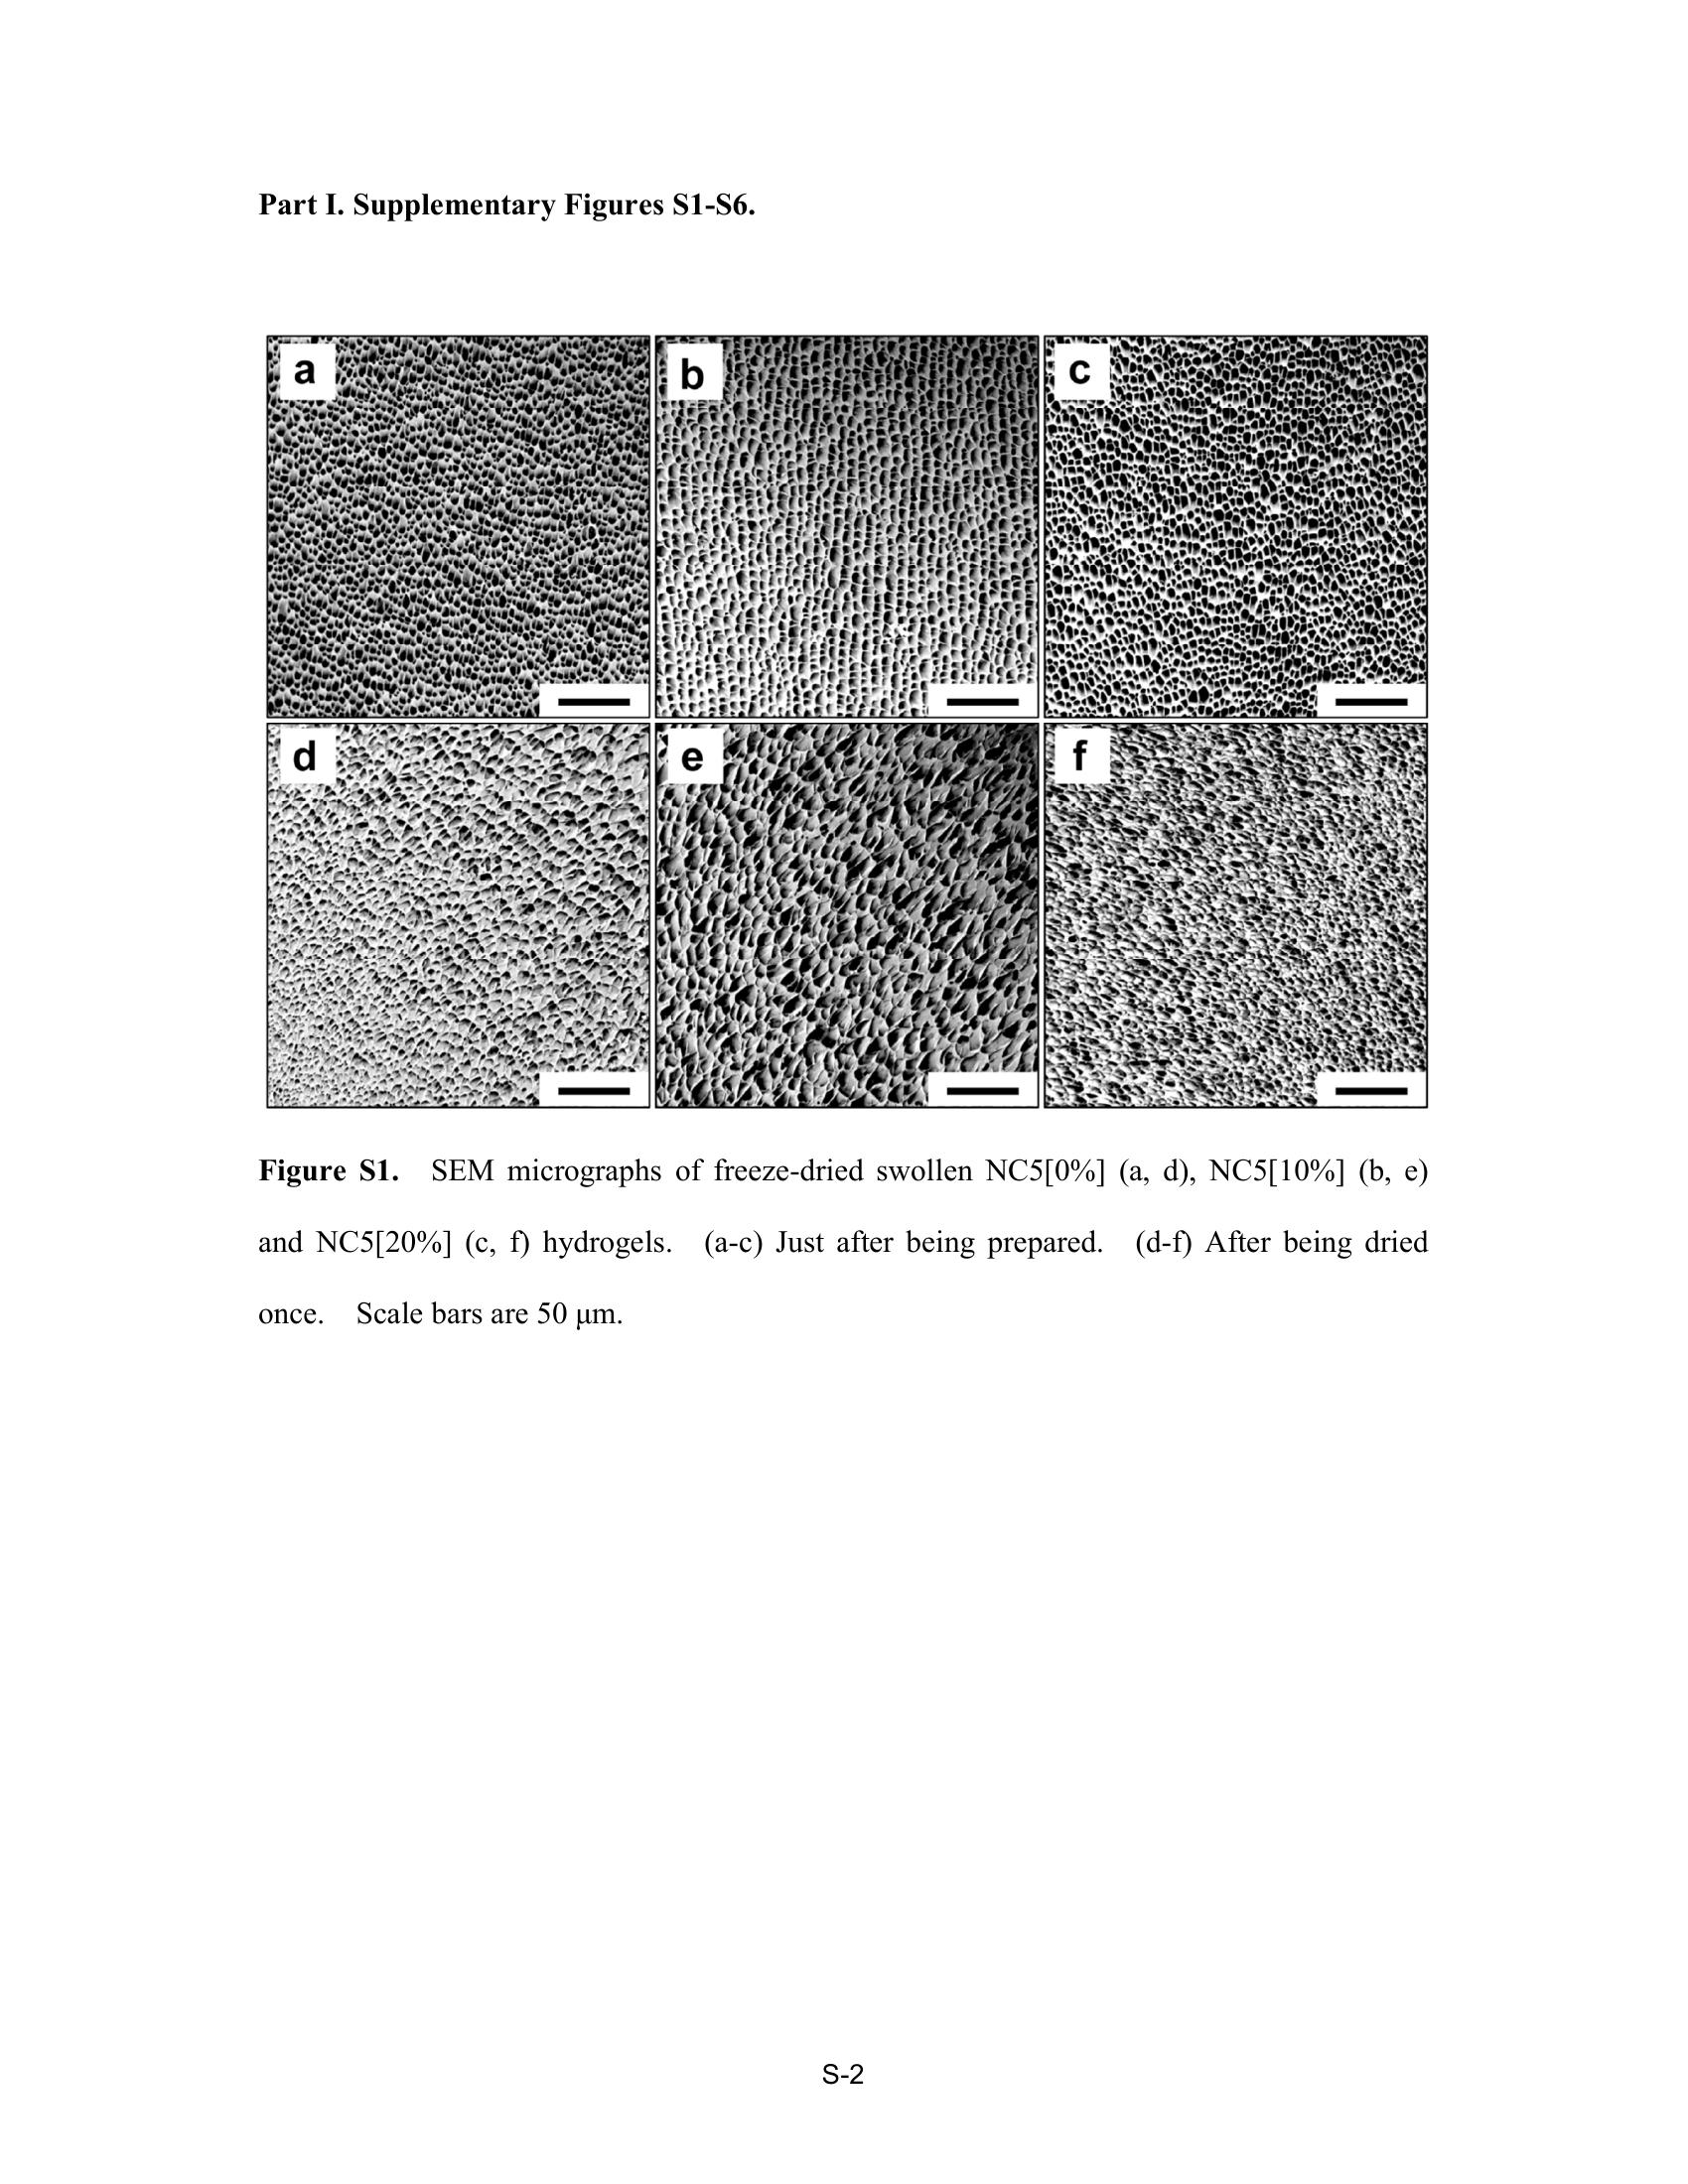 Part I. Supplementary Figures S1-S6.
a
b
c
d
e
f
Figure S1. SEM micrographs of freeze-dried swollen NC5[0%] (a, d), NC5[10%] (b, e)
and NC5[20%] (c, f) hydrogels. (a-c) Just after being prepared. (d-f) After being dried
once. Scale bars are 50 μm.
S-2